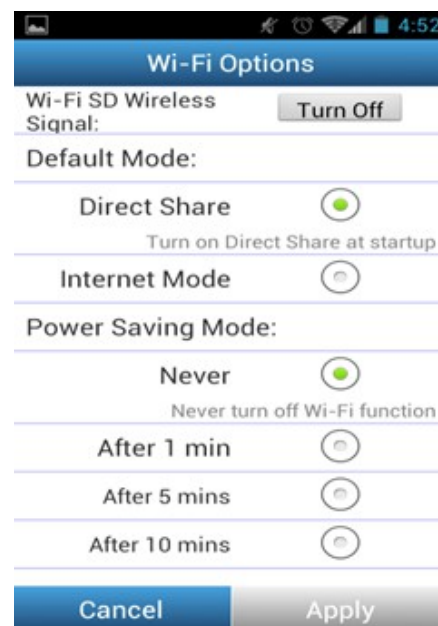 4:52
Wi-Fi Options
Wi-Fi SD Wireless
Signal:
Turn Off
Default Mode:
Direct Share
Turn on Direct Share at startup
Internet Mode
Power Saving Mode:
Never
Never turn off Wi-Fi function
After 1 min
After 5 mins
After 10 mins
Cancel
Apply